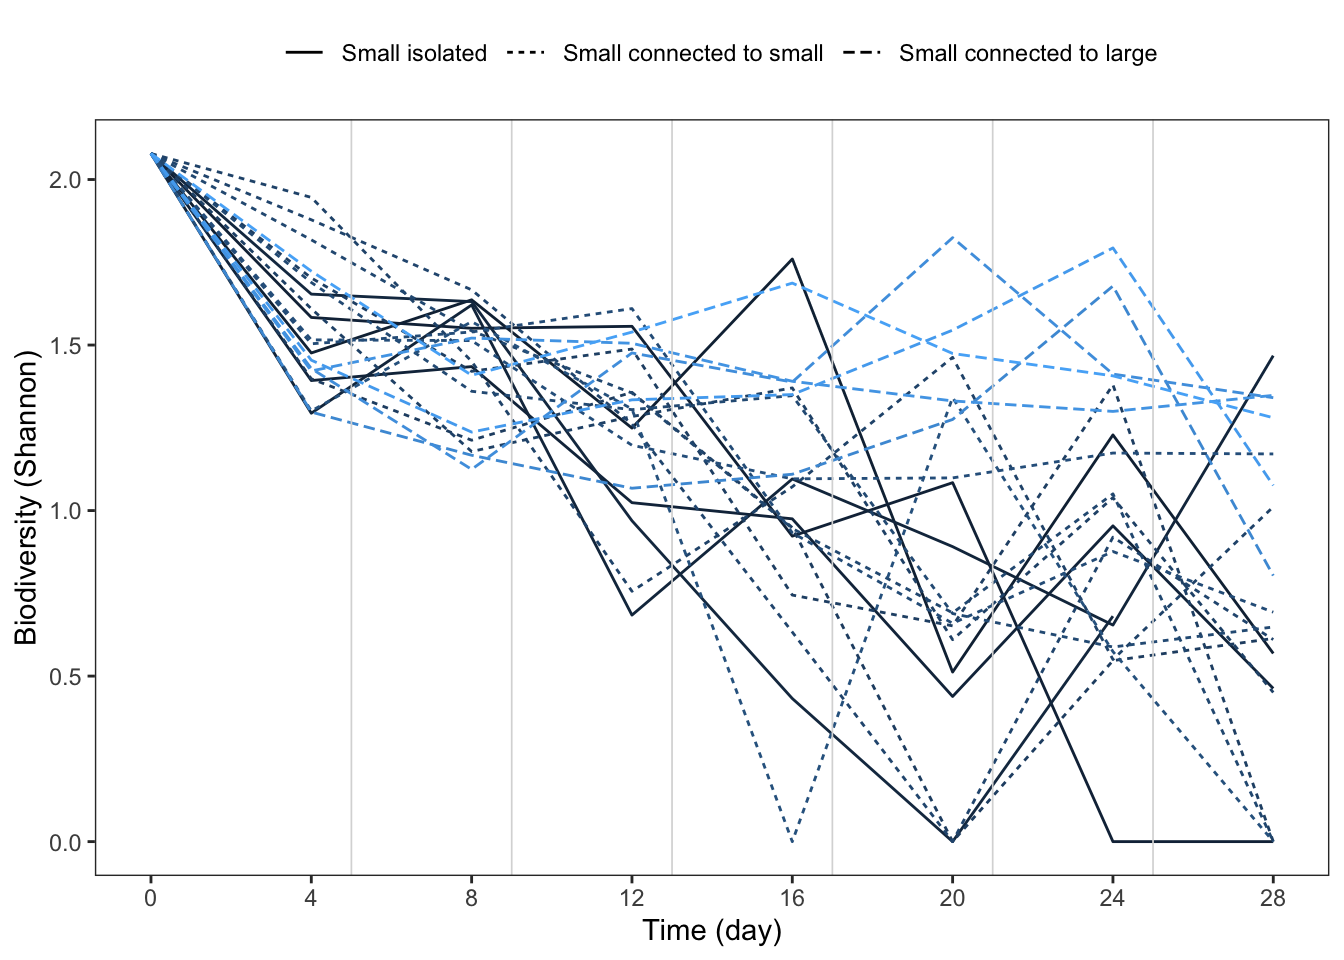 Small isolated Small connected to small Small connected to large
2.0
1.5
1.0
0.5
0.0
Biodiversity (Shannon)
0 4 8 12 16 20 24 28
Time (day)